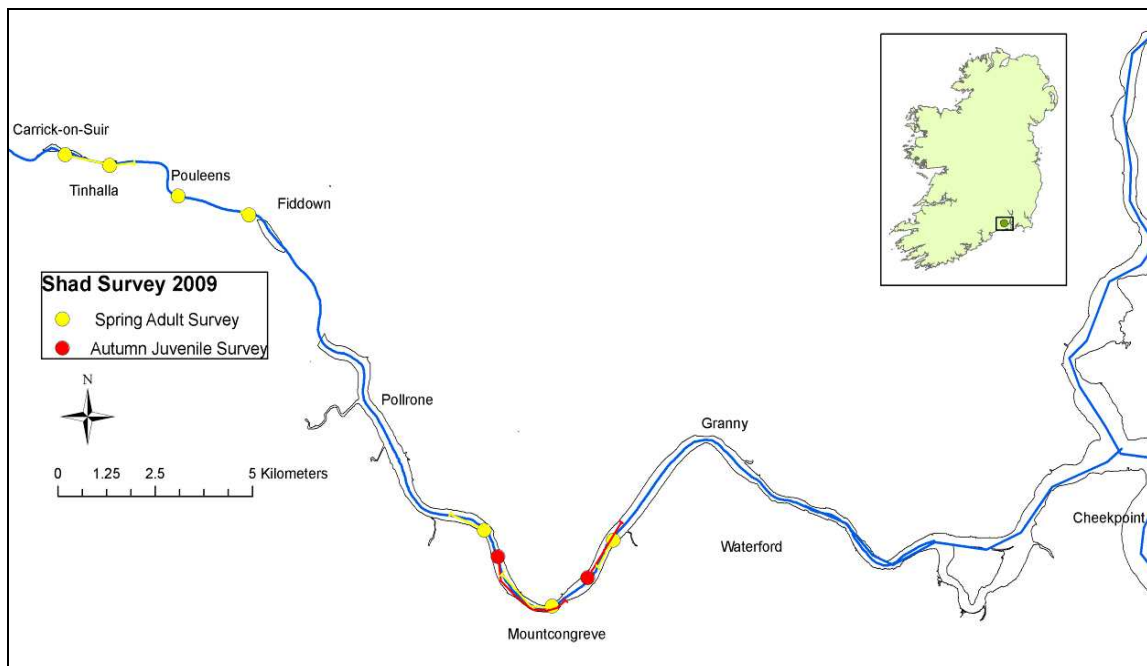 Carrick-on-Suir
Tinhalla
Pouleens
Fiddown
Shad Survey 2009
Spring Adult Survey
Autumn Juvenile Survey
N
Pollrone
Granny
0 1.25 2.5 5 Kilometers
Cheekpoint
Waterford
Mountcongreve